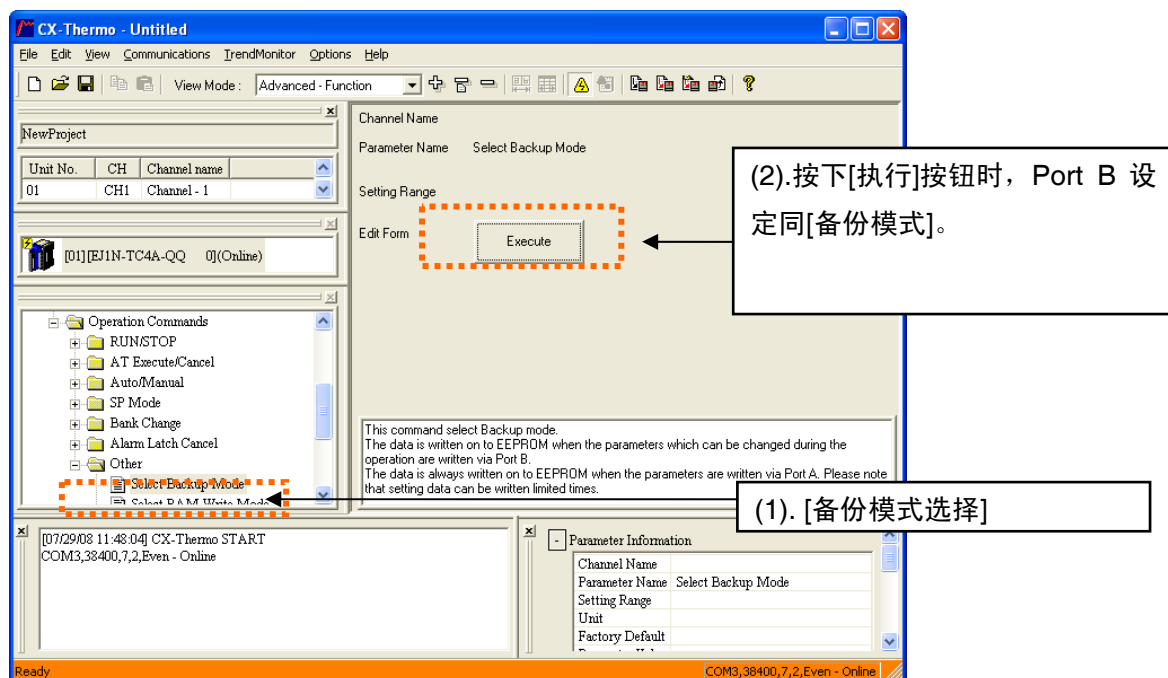 CX-Thermo - Untitled
File Edit View Communications TrendMonitor Options Help
View Mode : Advanced - Function
NewProject
Unit No. CH Channel name
01 CH1 Channel - 1
[01][EJ1N-TC4A-QQ 0](Online)
Operation Commands
RUN/STOP
AT Execute/Cancel
Auto/Manual
SP Mode
Bank Change
Alarm Latch Cancel
Other
Select Backup Mode
Select RAM Write Mode
Channel Name
Parameter Name Select Backup Mode
Setting Range
Edit Form
Execute
This command select Backup mode.
The data is written on to EEPROM when the parameters which can be changed during the
operation are written via Port B.
The data is always written on to EEPROM when the parameters are written via Port A. Please note
that setting data can be written limited times.
(2).按下[执行]按钮时，Port B 设
定同[备份模式]。
(1). [备份模式选择]
[07/29/08 11:48:04] CX-Thermo START
COM3,38400,7,2,Even - Online
Parameter Information
Channel Name
Parameter Name Select Backup Mode
Setting Range
Unit
Factory Default
Ready
COM3,38400,7,2,Even - Online